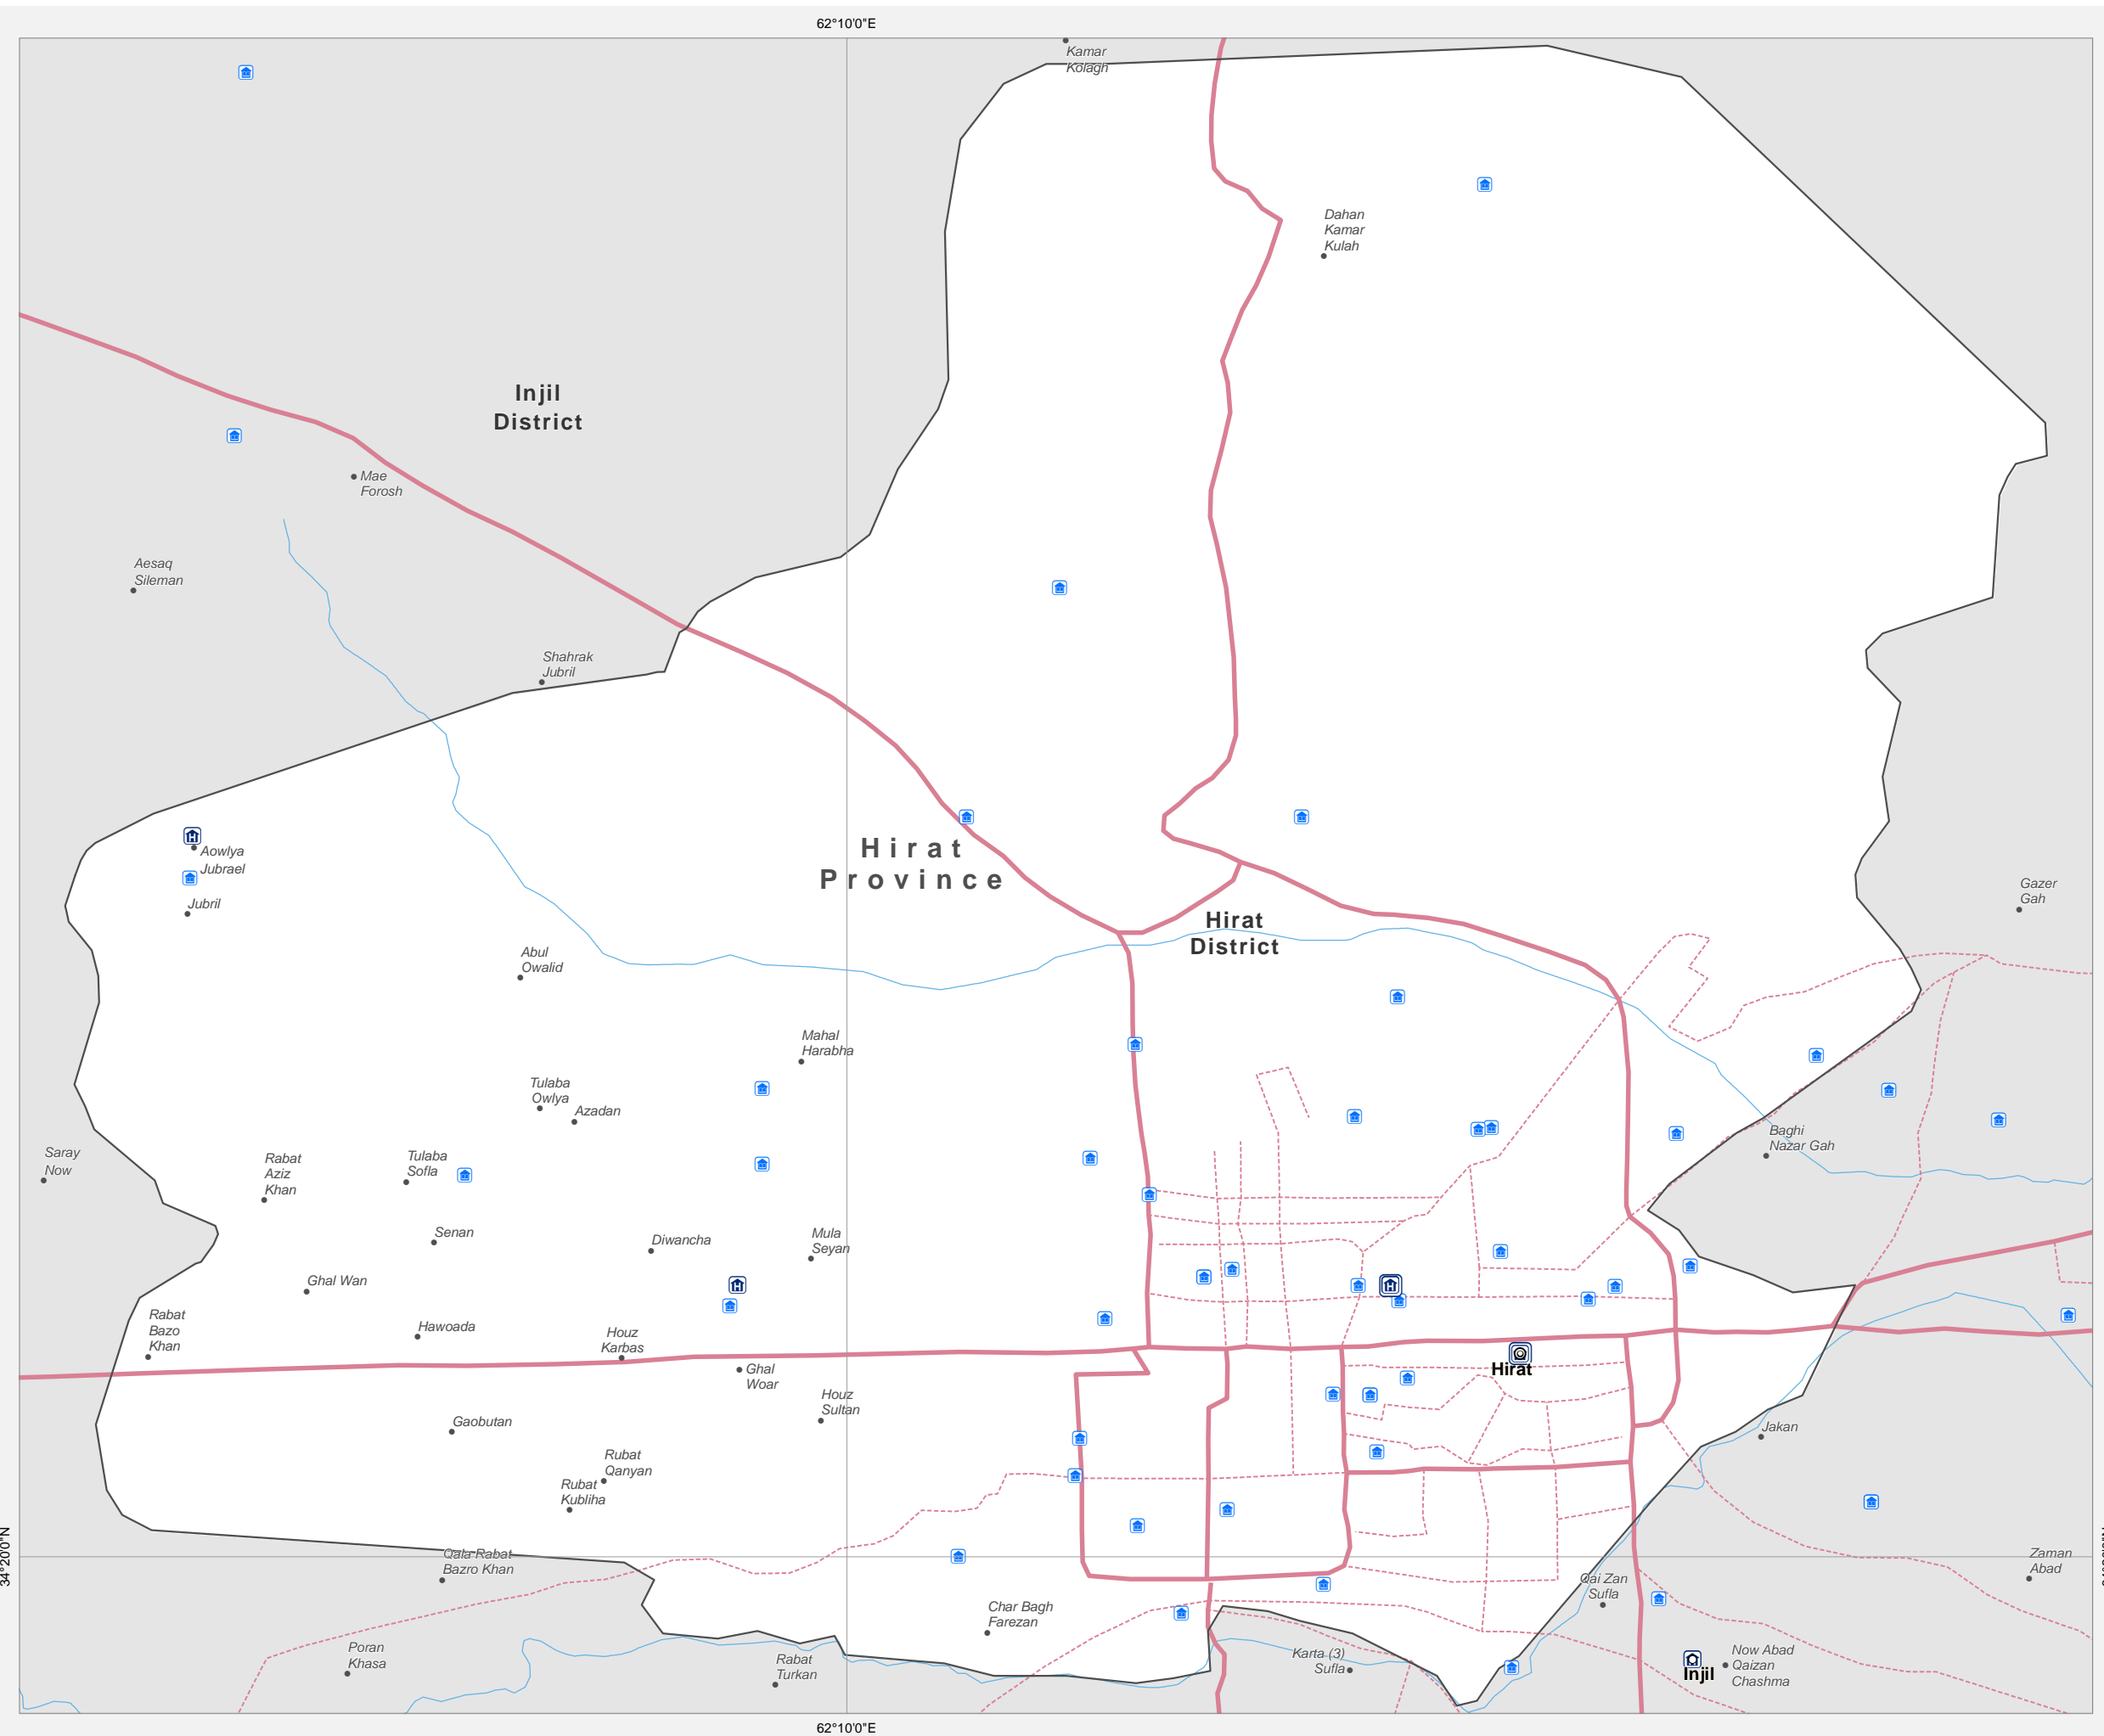 62°10'0"E
Kamar
Kolagh
Dahan
Kamar
Kulah
Injil
District
Mae
Forosh
Aesaq
Sileman
Shahrak
Jubril
Aowlya
Jubrael
Jubril
Hirat
Province
Hirat
District
Gazer
Gah
Abul
Owalid
Mahal
Harabha
Tulaba
Owlya
Azadan
Baghi
Nazar Gah
Saray
Now
Rabat
Aziz
Khan
Tulaba
Sofla
Senan
Diwancha
Mula
Seyan
Ghal Wan
Rabat
Bazo
Khan
Hawoada
Houz
Karbas
Ghal
Woar
Hirat
Houz
Sultan
Gaobutan
Jakan
Rubat
Qanyan
Rubat
Kubliha
34°20'0"N
Qala Rabat
Bazro Khan
Zaman
Abad
Qai Zan
Sufla
Char Bagh
Farezan
Poran
Khasa
Rabat
Turkan
Karta (3)
Sufla
Injil
Now Abad
Qaizan
Chashma
62°10'0"E